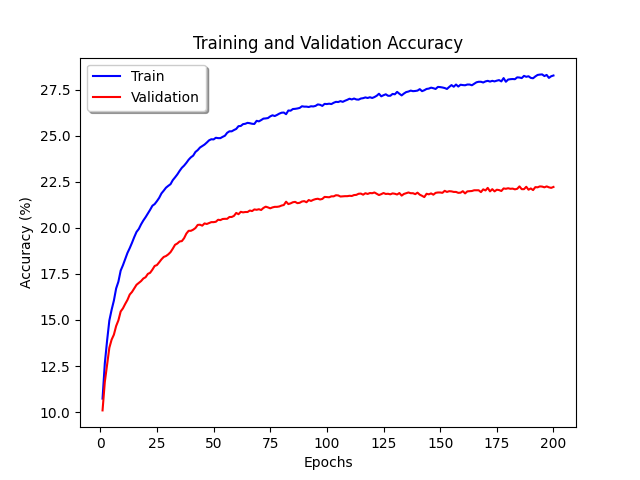 Training and Validation Accuracy
Train
Validation
Accuracy (%)
27.5
25.0
22.5
20.0
17.5
15.0
12.5
10.0
0 25 50 75 100 125 150 175 200
Epochs